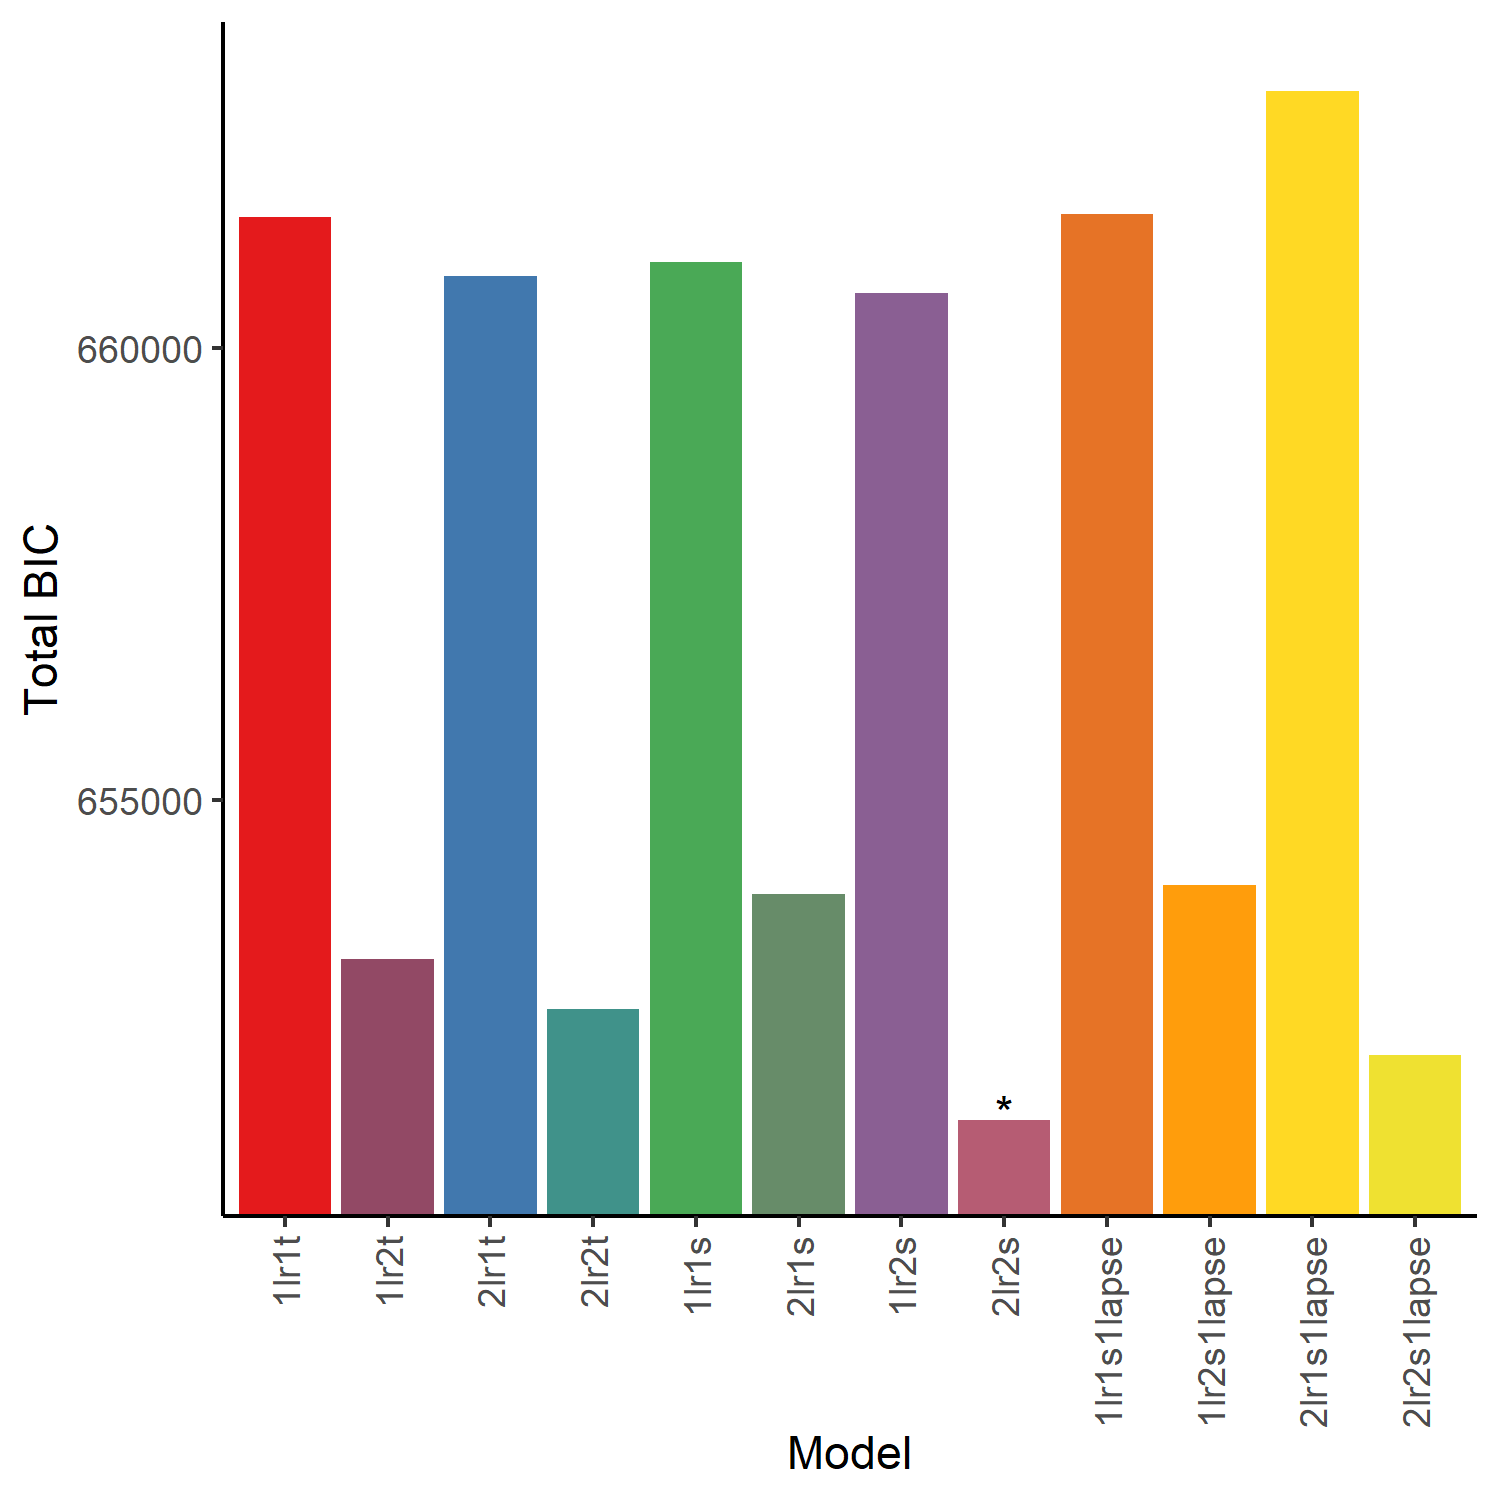 Total BIC
660000
655000
*
1lr1t
1lr2t
2lr1t
2lr2t
1lr1s
2lr1s
1lr2s
2lr2s
1lr1s1lapse
1lr2s1lapse
2lr1s1lapse
2lr2s1lapse
Model